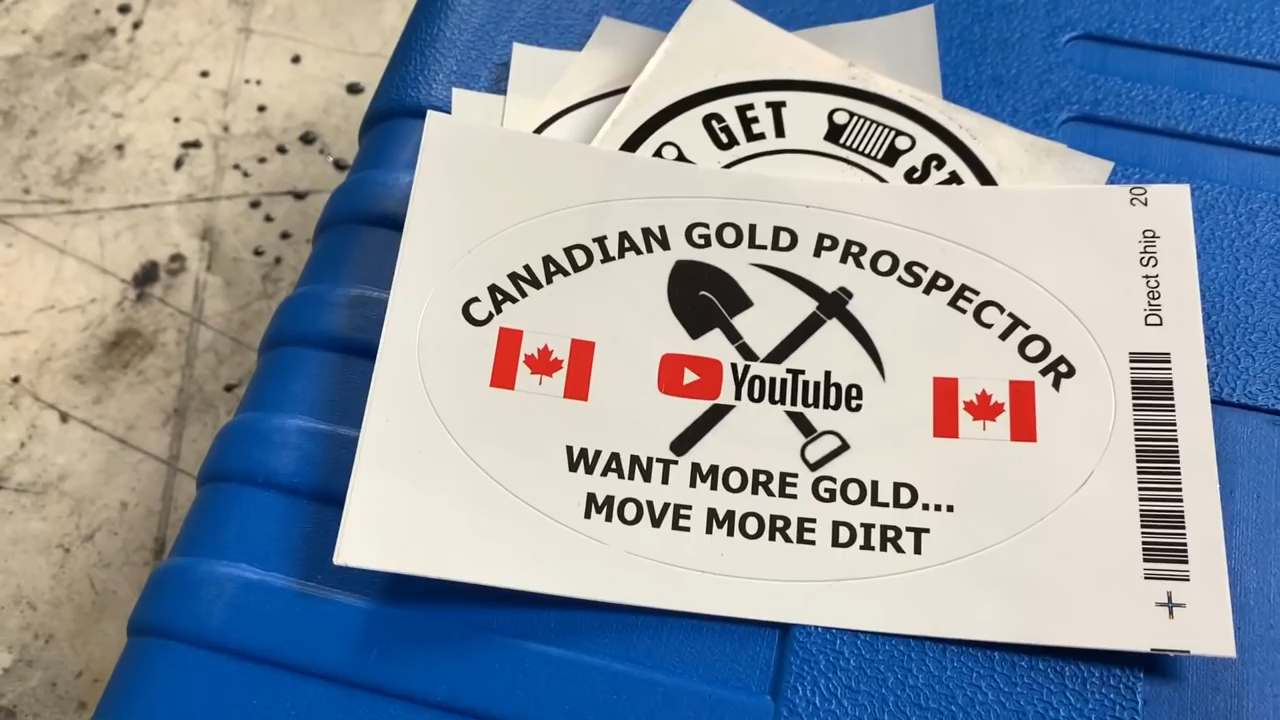 GET
CANADIAN GOLD PROSPECTOR
YouTube
WANT MORE GOLD...
MOVE MORE DIRT
Direct Ship 20